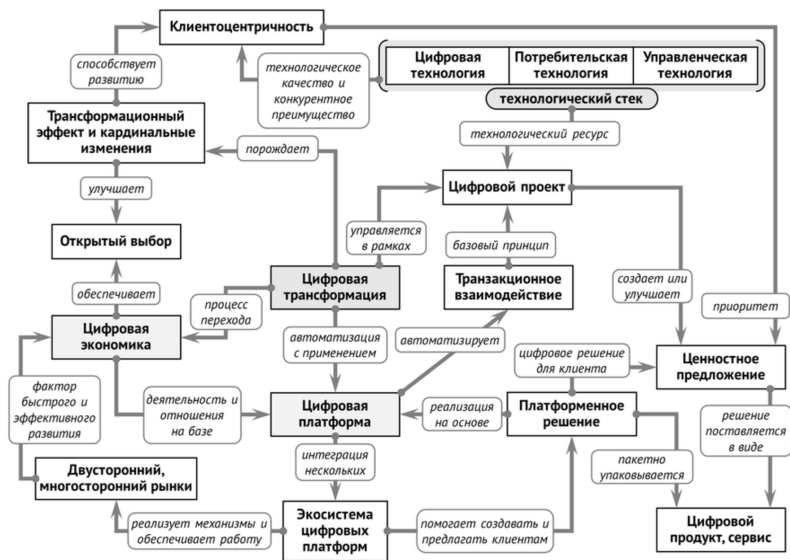 Клиентоцентричность
способствует
развитию
технологическое
качество и
конкурентное
преимущество
Цифровая
технология
Потребительская
технология
Управленческая
технология
технологический стек
Трансформационный
эффект и кардинальные
изменения
порождает
технологический ресурс
улучшает
Цифровой проект
Открытый выбор
управляется
в рамках
базовый принцип
обеспечивает
процесс
перехода
Цифровая
трансформация
Транзакционное
взаимодействие
создает или
улучшает
приоритет
Цифровая
экономика
автоматизация
с применением
автоматизирует
цифровое решение
для клиента
Ценностное
предложение
фактор
быстрого и
эффективного
развития
деятельность и
отношения
на базе
Цифровая
платформа
реализация
на основе
Платформенное
решение
решение
поставляется
в виде
Двусторонний,
многосторонний рынки
интеграция
нескольких
пакетно
упаковывается
реализует механизмы и
обеспечивает работу
Экосистема
цифровых
платформ
помогает создавать и
предлагать клиентам
Цифровой
продукт, сервис